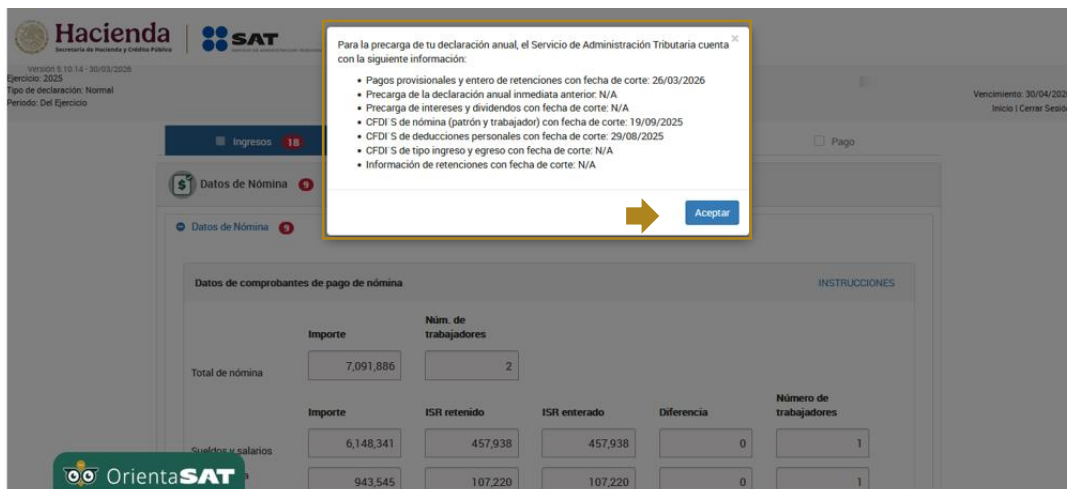 Hacienda
Secretaría de Hacienda y Crédito Público
SAT
Versión 5.10.14 - 30/03/2026
Ejercicio: 2025
Tipo de declaración: Normal
Periodo: Del Ejercicio
Vencimiento: 30/04/2026
Inicio | Cerrar Sesión
Para la precarga de tu declaración anual, el Servicio de Administración Tributaria cuenta
con la siguiente información:
×
• Pagos provisionales y entero de retenciones con fecha de corte: 26/03/2026
• Precarga de la declaración anual inmediata anterior: N/A
• Precarga de intereses y dividendos con fecha de corte: N/A
• CFDI´S de nómina (patrón y trabajador) con fecha de corte: 19/09/2025
• CFDI´S de deducciones personales con fecha de corte: 29/08/2025
• CFDI´S de tipo ingreso y egreso con fecha de corte: N/A
• Información de retenciones con fecha de corte: N/A
Aceptar
Ingresos 18
Pago
Datos de Nómina 9
Datos de Nómina 9
Datos de comprobantes de pago de nómina
INSTRUCCIONES
Importe Núm. de trabajadores
Total de nómina 7,091,886 2
Importe ISR retenido ISR enterado Diferencia Número de trabajadores
Sueldos y salarios 6,148,341 457,938 457,938 0 1
943,545 107,220 107,220 0 1
OrientaSAT